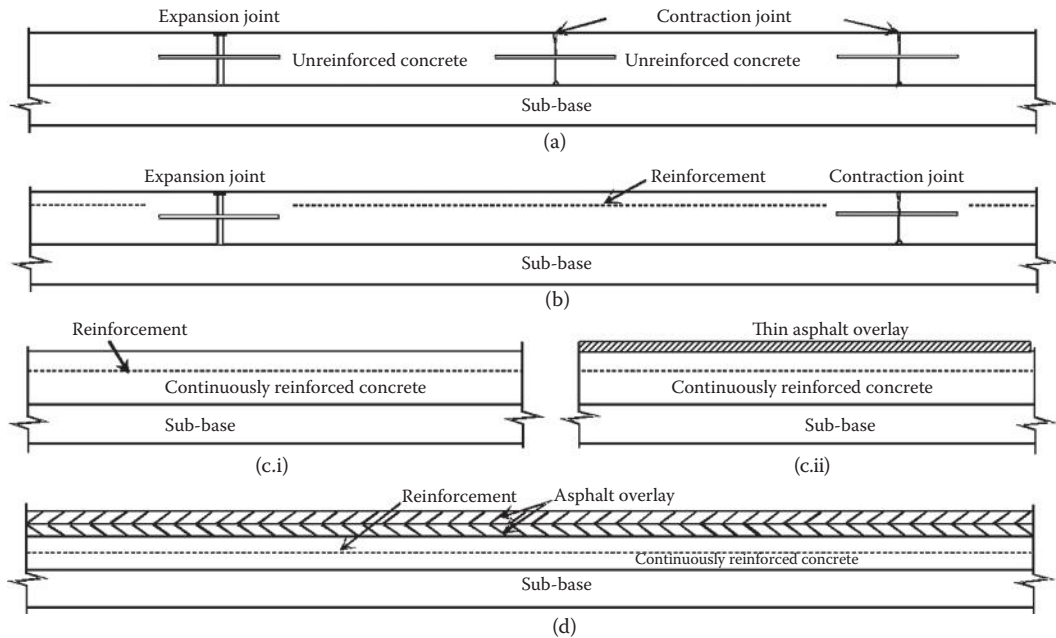 Expansion joint
Contraction joint
Unreinforced concrete
Unreinforced concrete
Sub-base
(a)
Expansion joint
Reinforcement
Contraction joint
Sub-base
(b)
Reinforcement
Continuously reinforced concrete
Sub-base
(c.i)
Thin asphalt overlay
Continuously reinforced concrete
Sub-base
(c.ii)
Reinforcement
Asphalt overlay
Continuously reinforced concrete
Sub-base
(d)